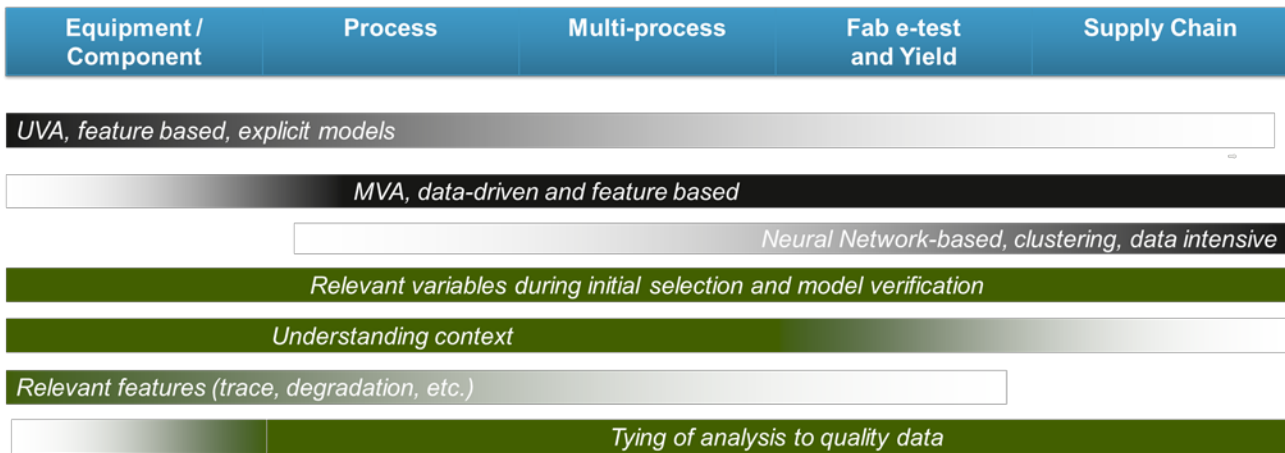 Equipment /
Component
Process
Multi-process
Fab e-test
and Yield
Supply Chain
UVA, feature based, explicit models
MVA, data-driven and feature based
Neural Network-based, clustering, data intensive
Relevant variables during initial selection and model verification
Understanding context
Relevant features (trace, degradation, etc.)
Tying of analysis to quality data